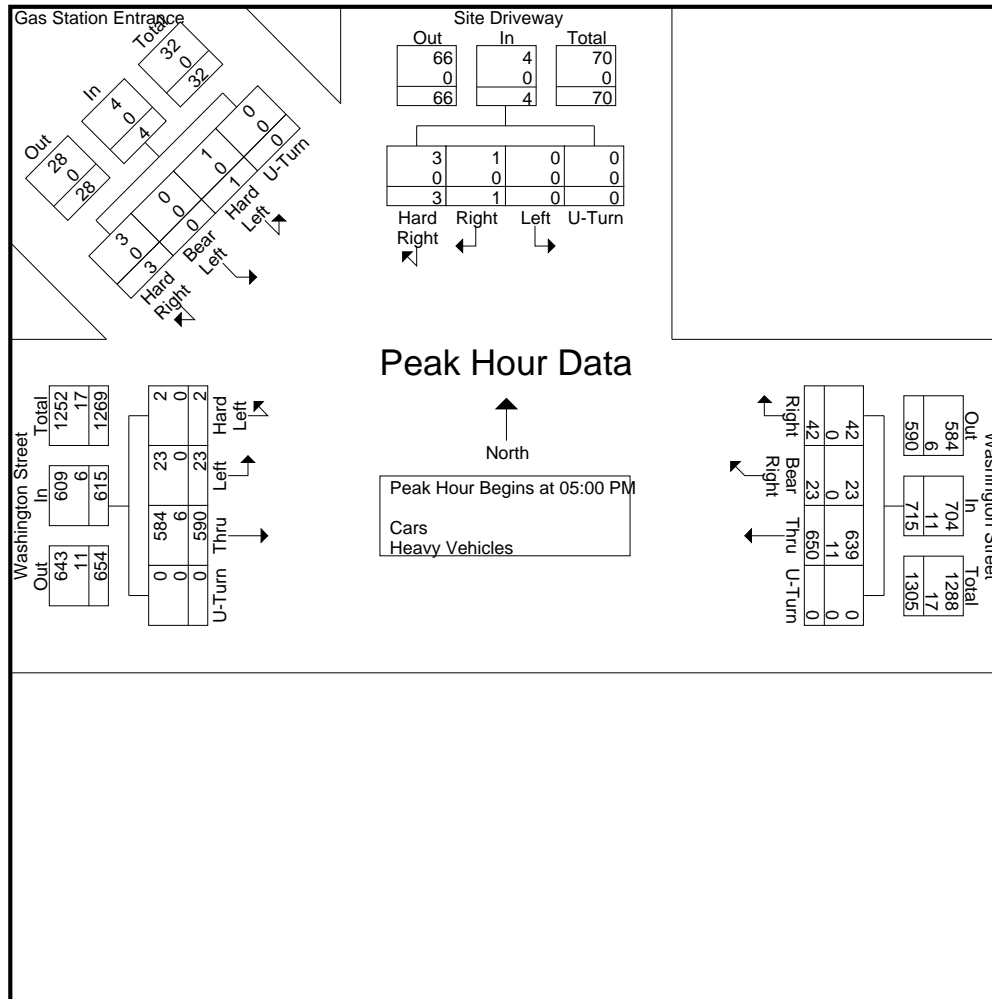 Gas Station Entrance
Out In Total
28 4 32
0 0 0
28 4 32
3 0 1 0
0 0 0 0
3 0 1 0
Hard Right
Bear Left
Hard Left
U-Turn
Site Driveway
Out In Total
66 4 70
0 0 0
66 4 70
3 1 0 0
0 0 0 0
3 1 0 0
Hard Right
Right
Left
U-Turn
Peak Hour Data
North
Peak Hour Begins at 05:00 PM
Cars
Heavy Vehicles
Washington Street
Out In Total
643 609 1252
11 6 17
654 615 1269
0 584 23 2
0 6 0 0
0 590 23 2
U-Turn
Thru
Left
Hard Left
Washington Street
Out In Total
584 704 1288
6 11 17
590 715 1305
42 23 639 0
0 0 11 0
42 23 650 0
Right
Bear Right
Thru
U-Turn